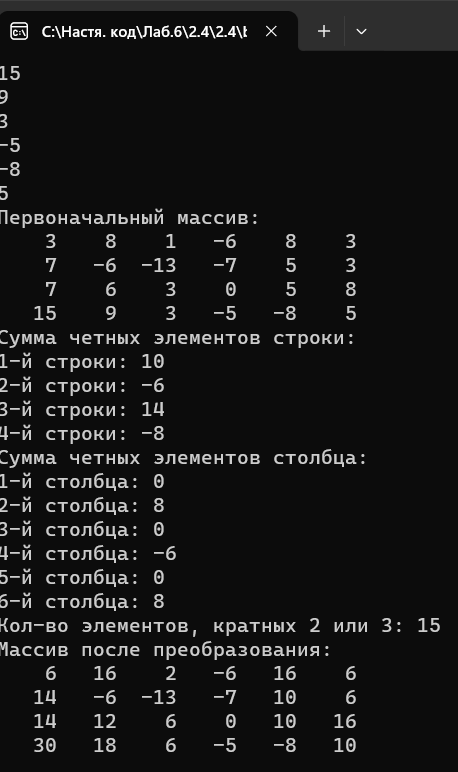 C:\Настя. код\Лаб.6\2.4\2.4\
15
9
3
-5
-8
5
Первоначальный массив:
3 8 1 -6 8 3
7 -6 -13 -7 5 3
7 6 3 0 5 8
15 9 3 -5 -8 5
Сумма четных элементов строки:
1-й строки: 10
2-й строки: -6
3-й строки: 14
4-й строки: -8
Сумма четных элементов столбца:
1-й столбца: 0
2-й столбца: 8
3-й столбца: 0
4-й столбца: -6
5-й столбца: 0
6-й столбца: 8
Кол-во элементов, кратных 2 или 3: 15
Массив после преобразования:
6 16 2 -6 16 6
14 -6 -13 -7 10 6
14 12 6 0 10 16
30 18 6 -5 -8 10